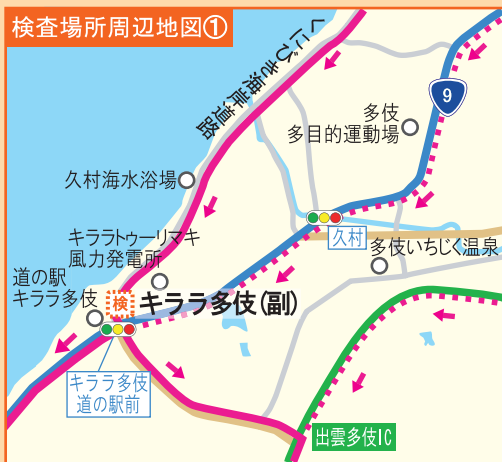 検査場所周辺地図①
くにびき海岸道路
9
多伎
多目的運動場
久村海水浴場
久村
キララトゥーリマキ
風力発電所
多伎いちじく温泉
道の駅
キララ多伎
検
キララ多伎(副)
キララ多伎
道の駅前
出雲多伎IC